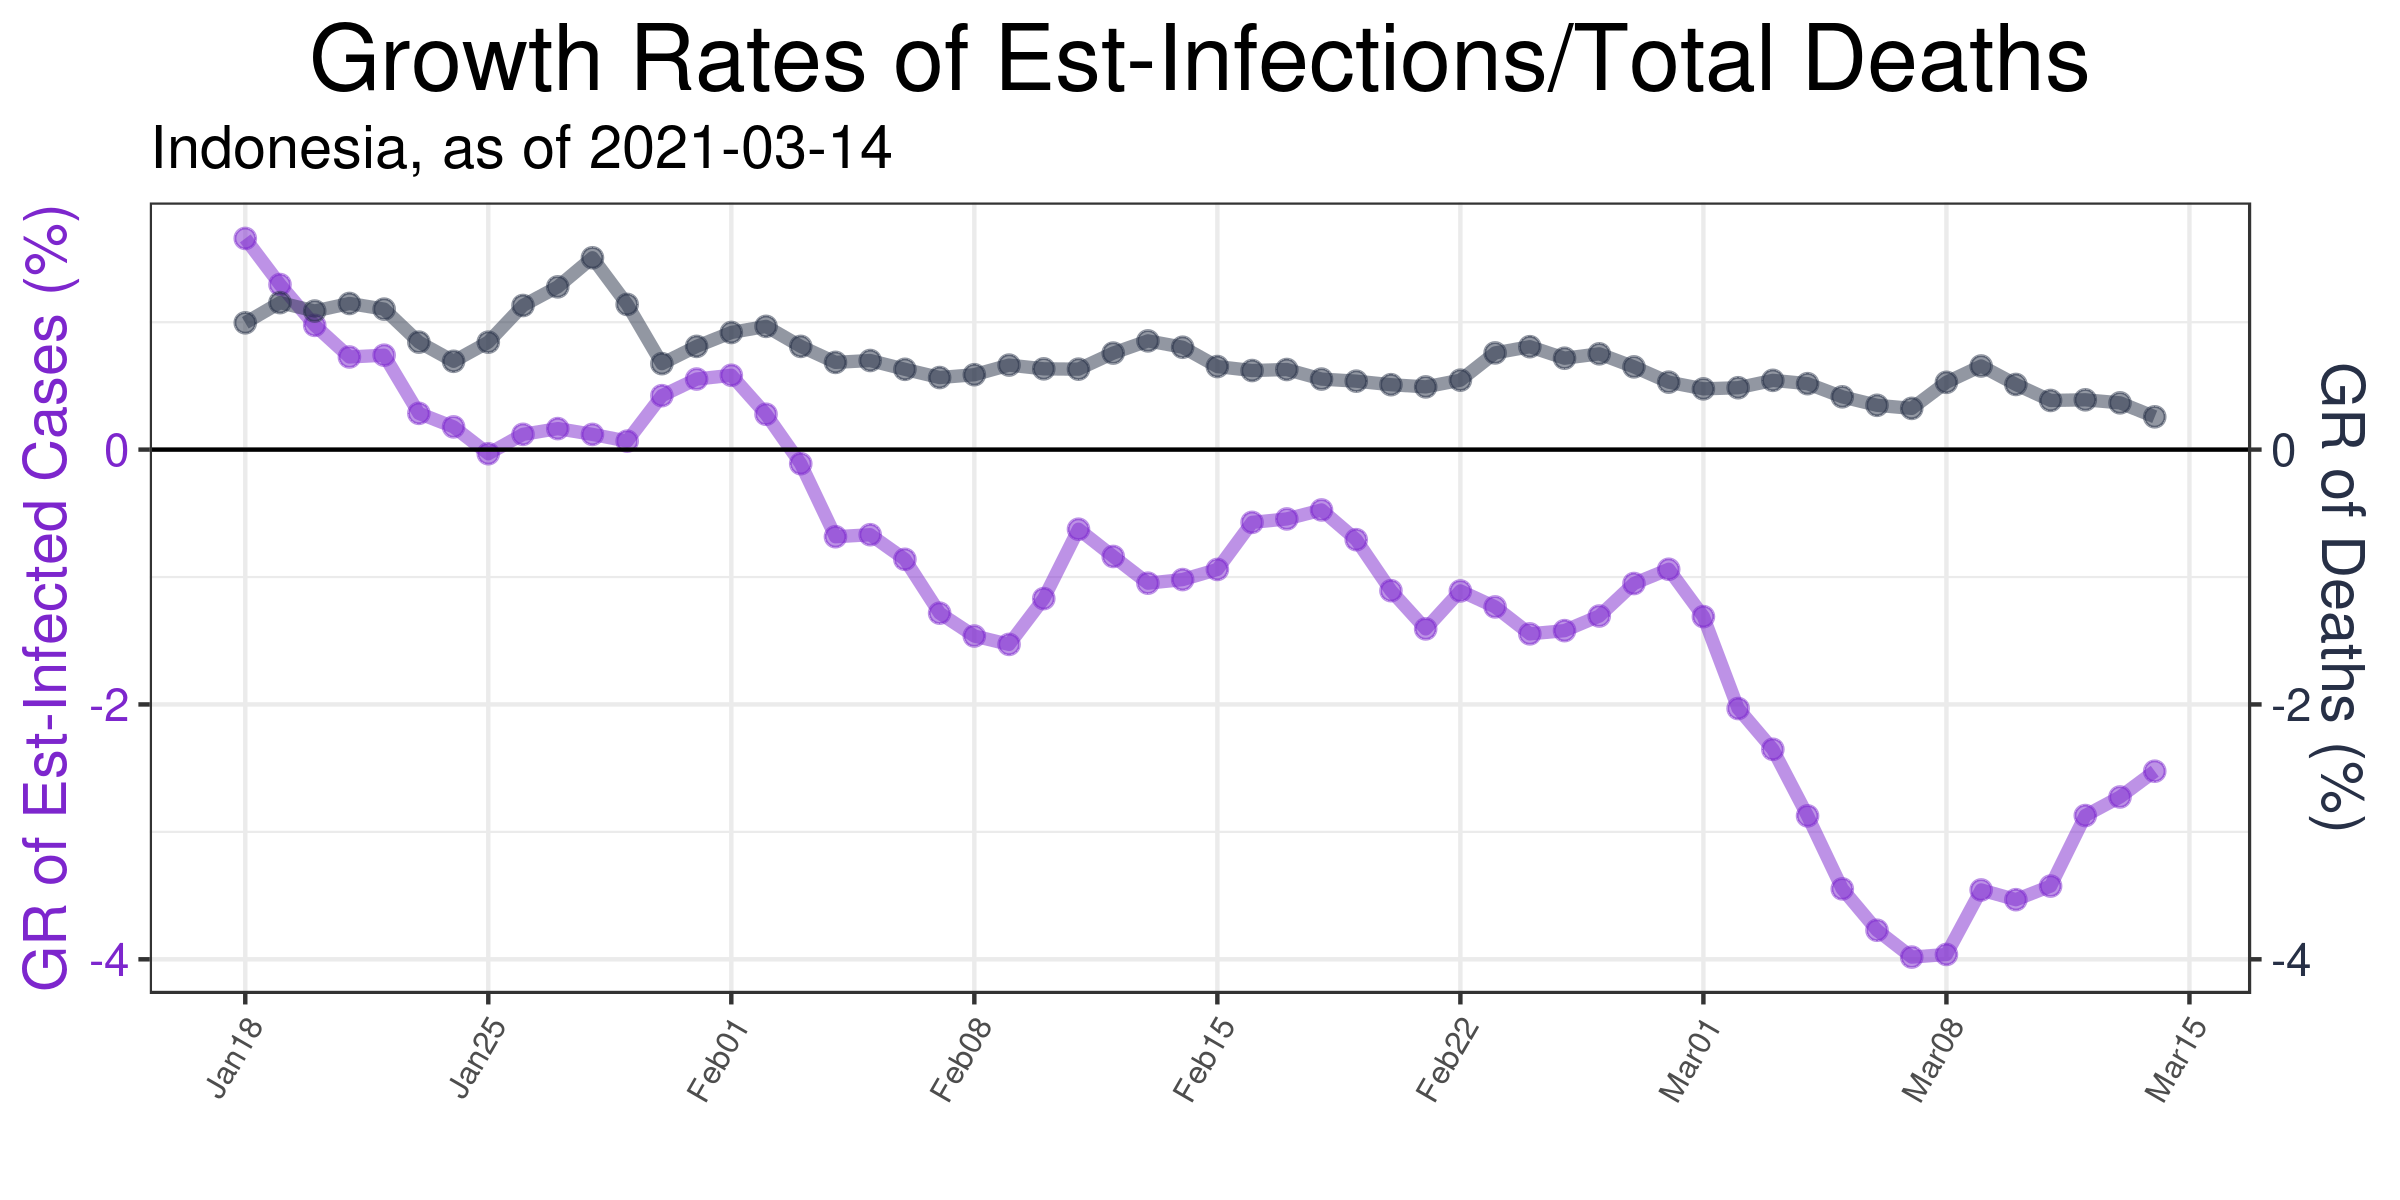 Growth Rates of Est-Infections/Total Deaths
Indonesia, as of 2021-03-14
GR of Est-Infected Cases (%)
0
-2
-4
0
-2
-4
GR of Deaths (%)
Jan18
Jan25
Feb01
Feb08
Feb15
Feb22
Mar01
Mar08
Mar15